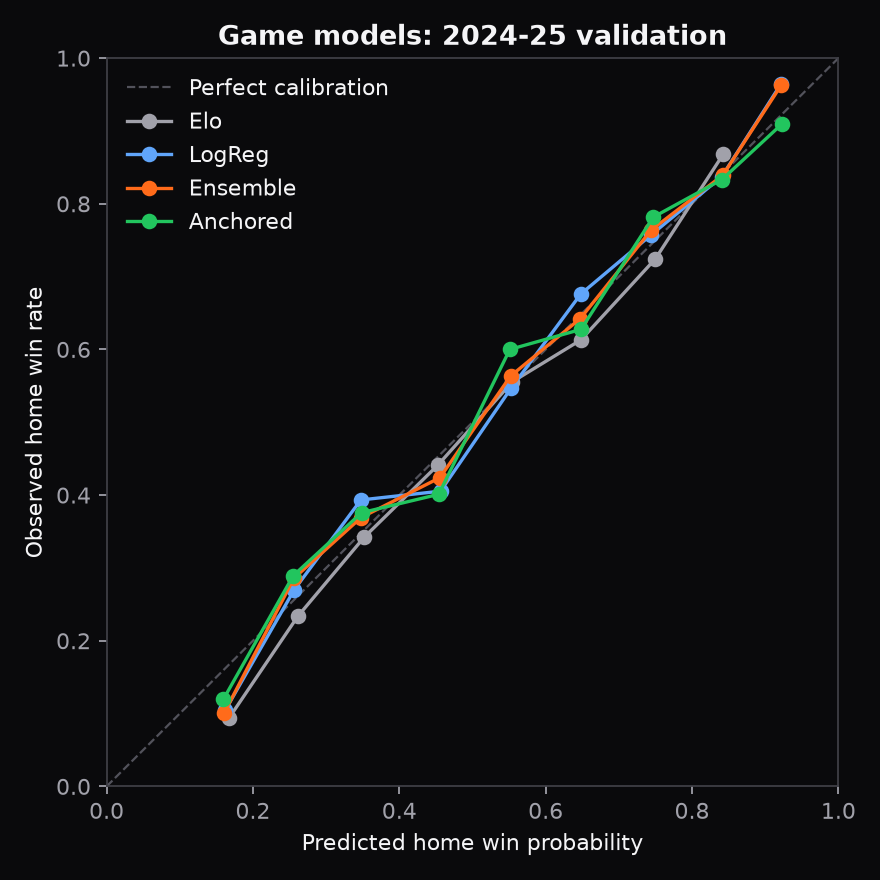 Game models: 2024-25 validation
Perfect calibration
Elo
LogReg
Ensemble
Anchored
Observed home win rate
1.0
0.8
0.6
0.4
0.2
0.0
0.0 0.2 0.4 0.6 0.8 1.0
Predicted home win probability